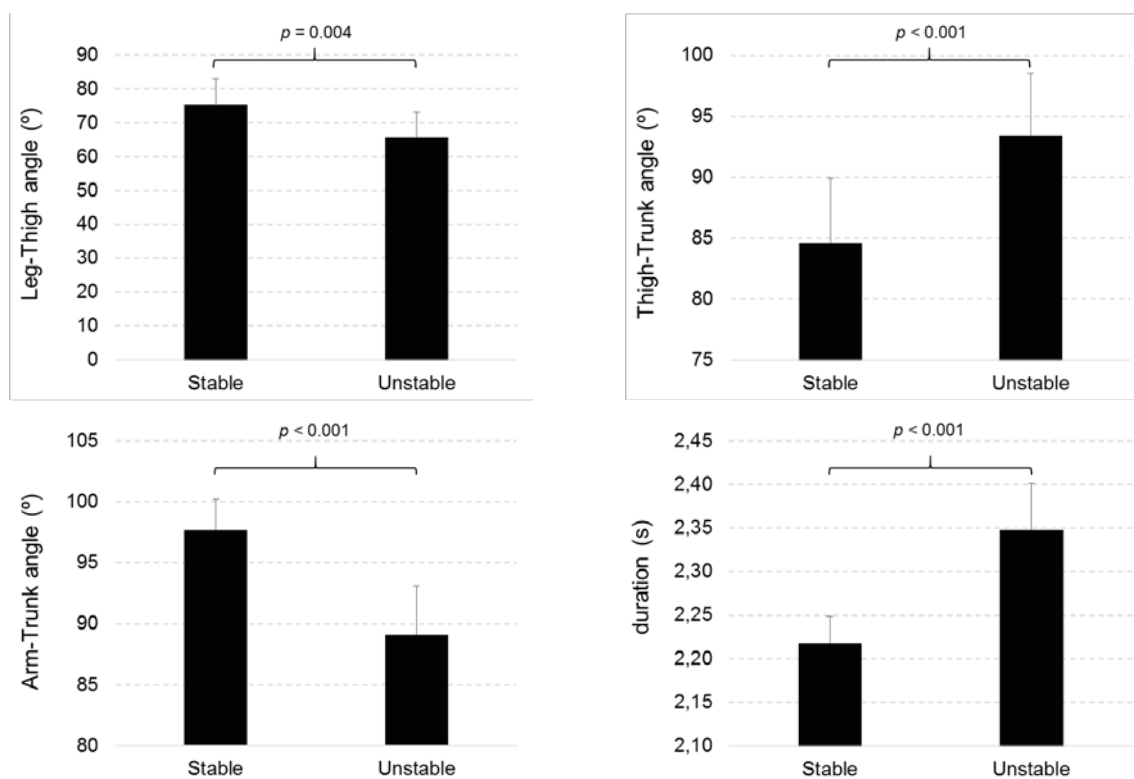 p = 0.004
Leg-Thigh angle (º)
90
80
70
60
50
40
30
20
10
0
Stable Unstable
p < 0.001
Thigh-Trunk angle (º)
100
95
90
85
80
75
Stable Unstable
p < 0.001
Arm-Trunk angle (º)
105
100
95
90
85
80
Stable Unstable
p < 0.001
duration (s)
2,45
2,40
2,35
2,30
2,25
2,20
2,15
2,10
Stable Unstable